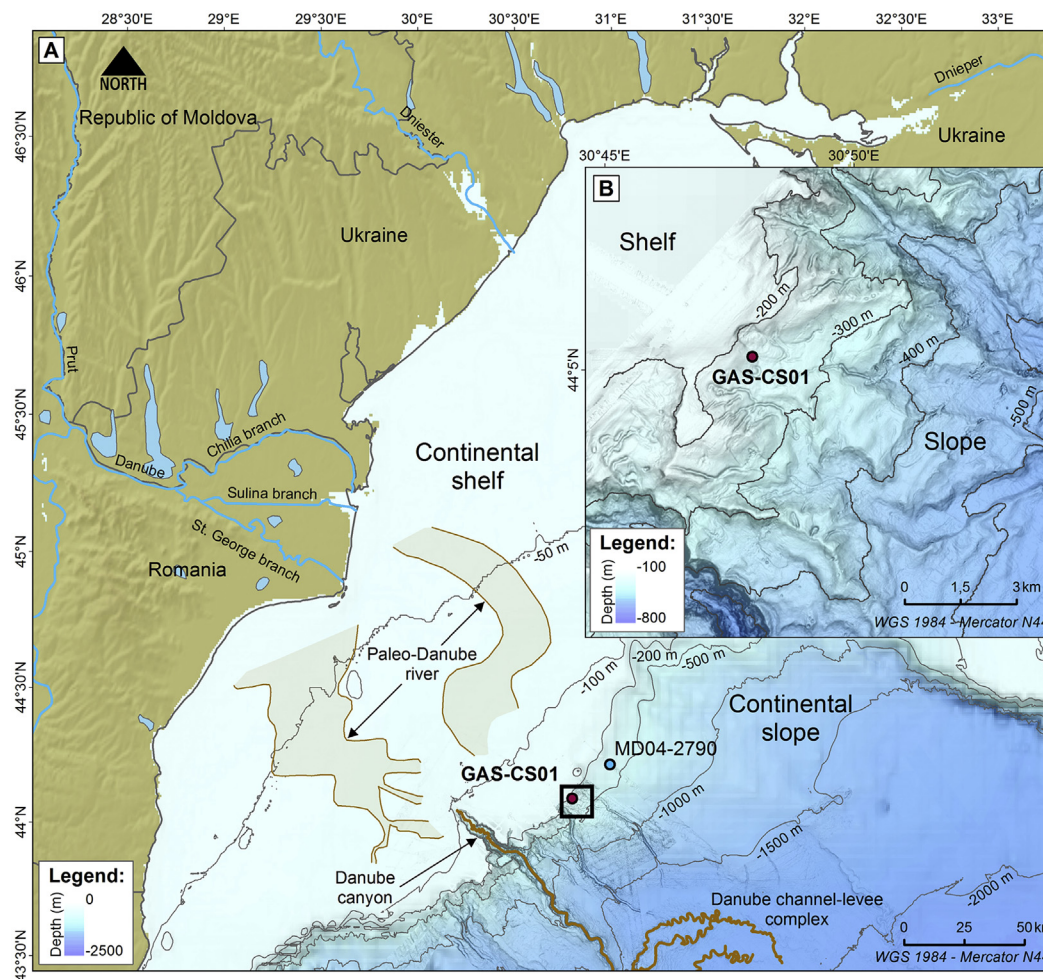 28°30'E 29°E 29°30'E 30°E 30°30'E 31°E 31°30'E 32°E 32°30'E 33°E
A
NORTH
Republic of Moldova
Dniester
Dnieper
Ukraine
46°30'N
30°45'E
30°50'E
B
Shelf
Ukraine
-200 m
46°N
-300 m
-400 m
GAS-CS01
44°5'N
Prut
-500 m
45°30'N
Chilia branch
Continental
shelf
Slope
Danube
Sulina branch
St. George branch
-50 m
45°N
Romania
Legend:
Depth (m)
-100
-800
0 1,5 3 km
WGS 1984 - Mercator N44
Paleo-Danube
river
-100 m
-200 m
-500 m
44°30'N
Continental
slope
MD04-2790
GAS-CS01
44°N
-1000 m
-1500 m
Danube
canyon
-2000 m
Legend:
Depth (m)
0
-2500
Danube channel-levee
complex
0 25 50 km
WGS 1984 - Mercator N44
43°30'N